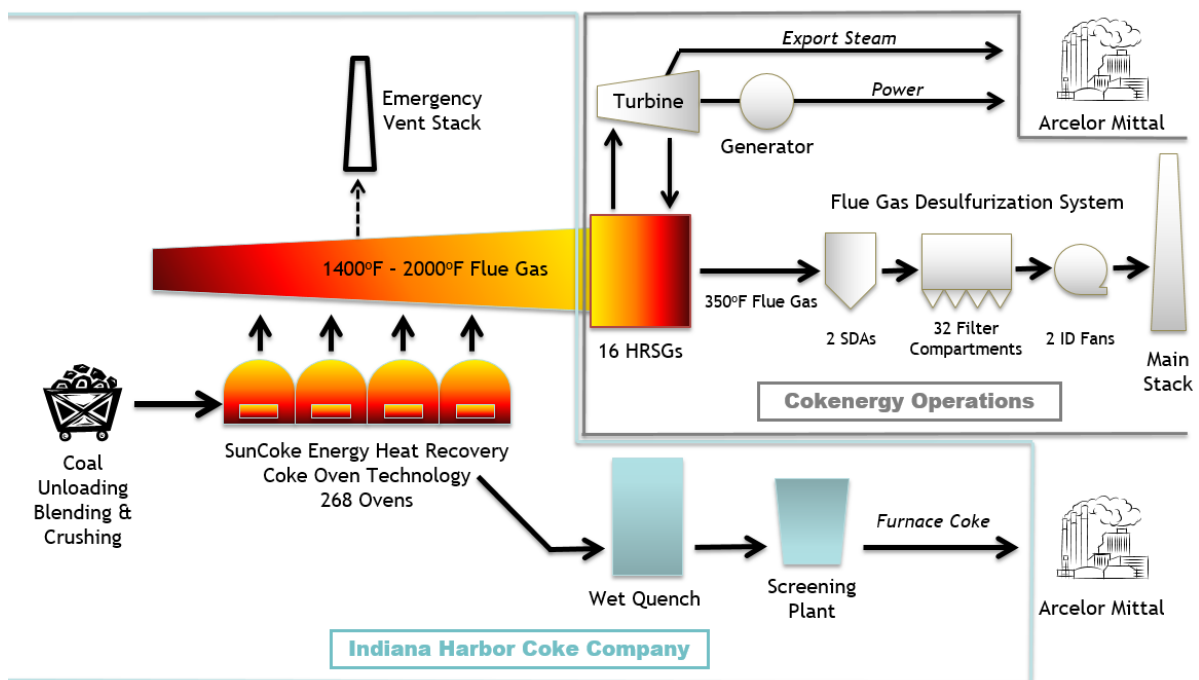 Export Steam
Power
Turbine
Generator
Arcelor Mittal
Emergency
Vent Stack
Flue Gas Desulfurization System
1400ºF - 2000ºF Flue Gas
350ºF Flue Gas
16 HRSGs
2 SDAs
32 Filter
Compartments
2 ID Fans
Main
Stack
Cokenergy Operations
Coal
Unloading
Blending &
Crushing
SunCoke Energy Heat Recovery
Coke Oven Technology
268 Ovens
Wet Quench
Screening
Plant
Furnace Coke
Arcelor Mittal
Indiana Harbor Coke Company